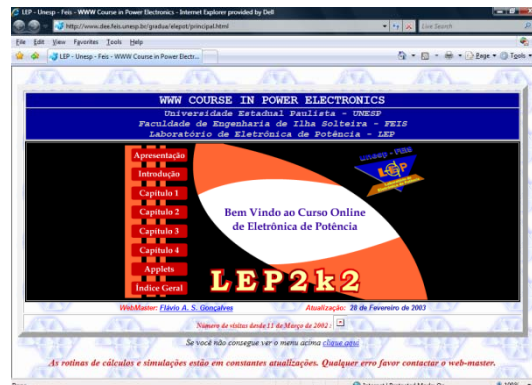 LEP - Unesp - Feis - WWW Course in Power Electronics - Internet Explorer provided by Dell
http://www.dee.feis.unesp.br/gradua/elepot/principal.html
Live Search
File Edit View Favorites Tools Help
LEP - Unesp - Feis - WWW Course in Power Electr...
Page Tools
WWW COURSE IN POWER ELECTRONICS
Universidade Estadual Paulista - UNESP
Faculdade de Engenharia de Ilha Solteira - FEIS
Laboratório de Eletrônica de Potência - LEP
Apresentação
Introdução
Capítulo 1
Capítulo 2
Capítulo 3
Capítulo 4
Applets
Índice Geral
Unesp - FEIS
LEP
Bem Vindo ao Curso Online
de Eletrônica de Potência
LEP2k2
WebMaster: Flávio A. S. Gonçalves Atualização: 28 de Fevereiro de 2003
Número de visitas desde 11 de Março de 2002 :
Se você não consegue ver o menu acima clique aqui
As rotinas de cálculos e simulações estão em constantes atualizações. Qualquer erro favor contactar o web-master.